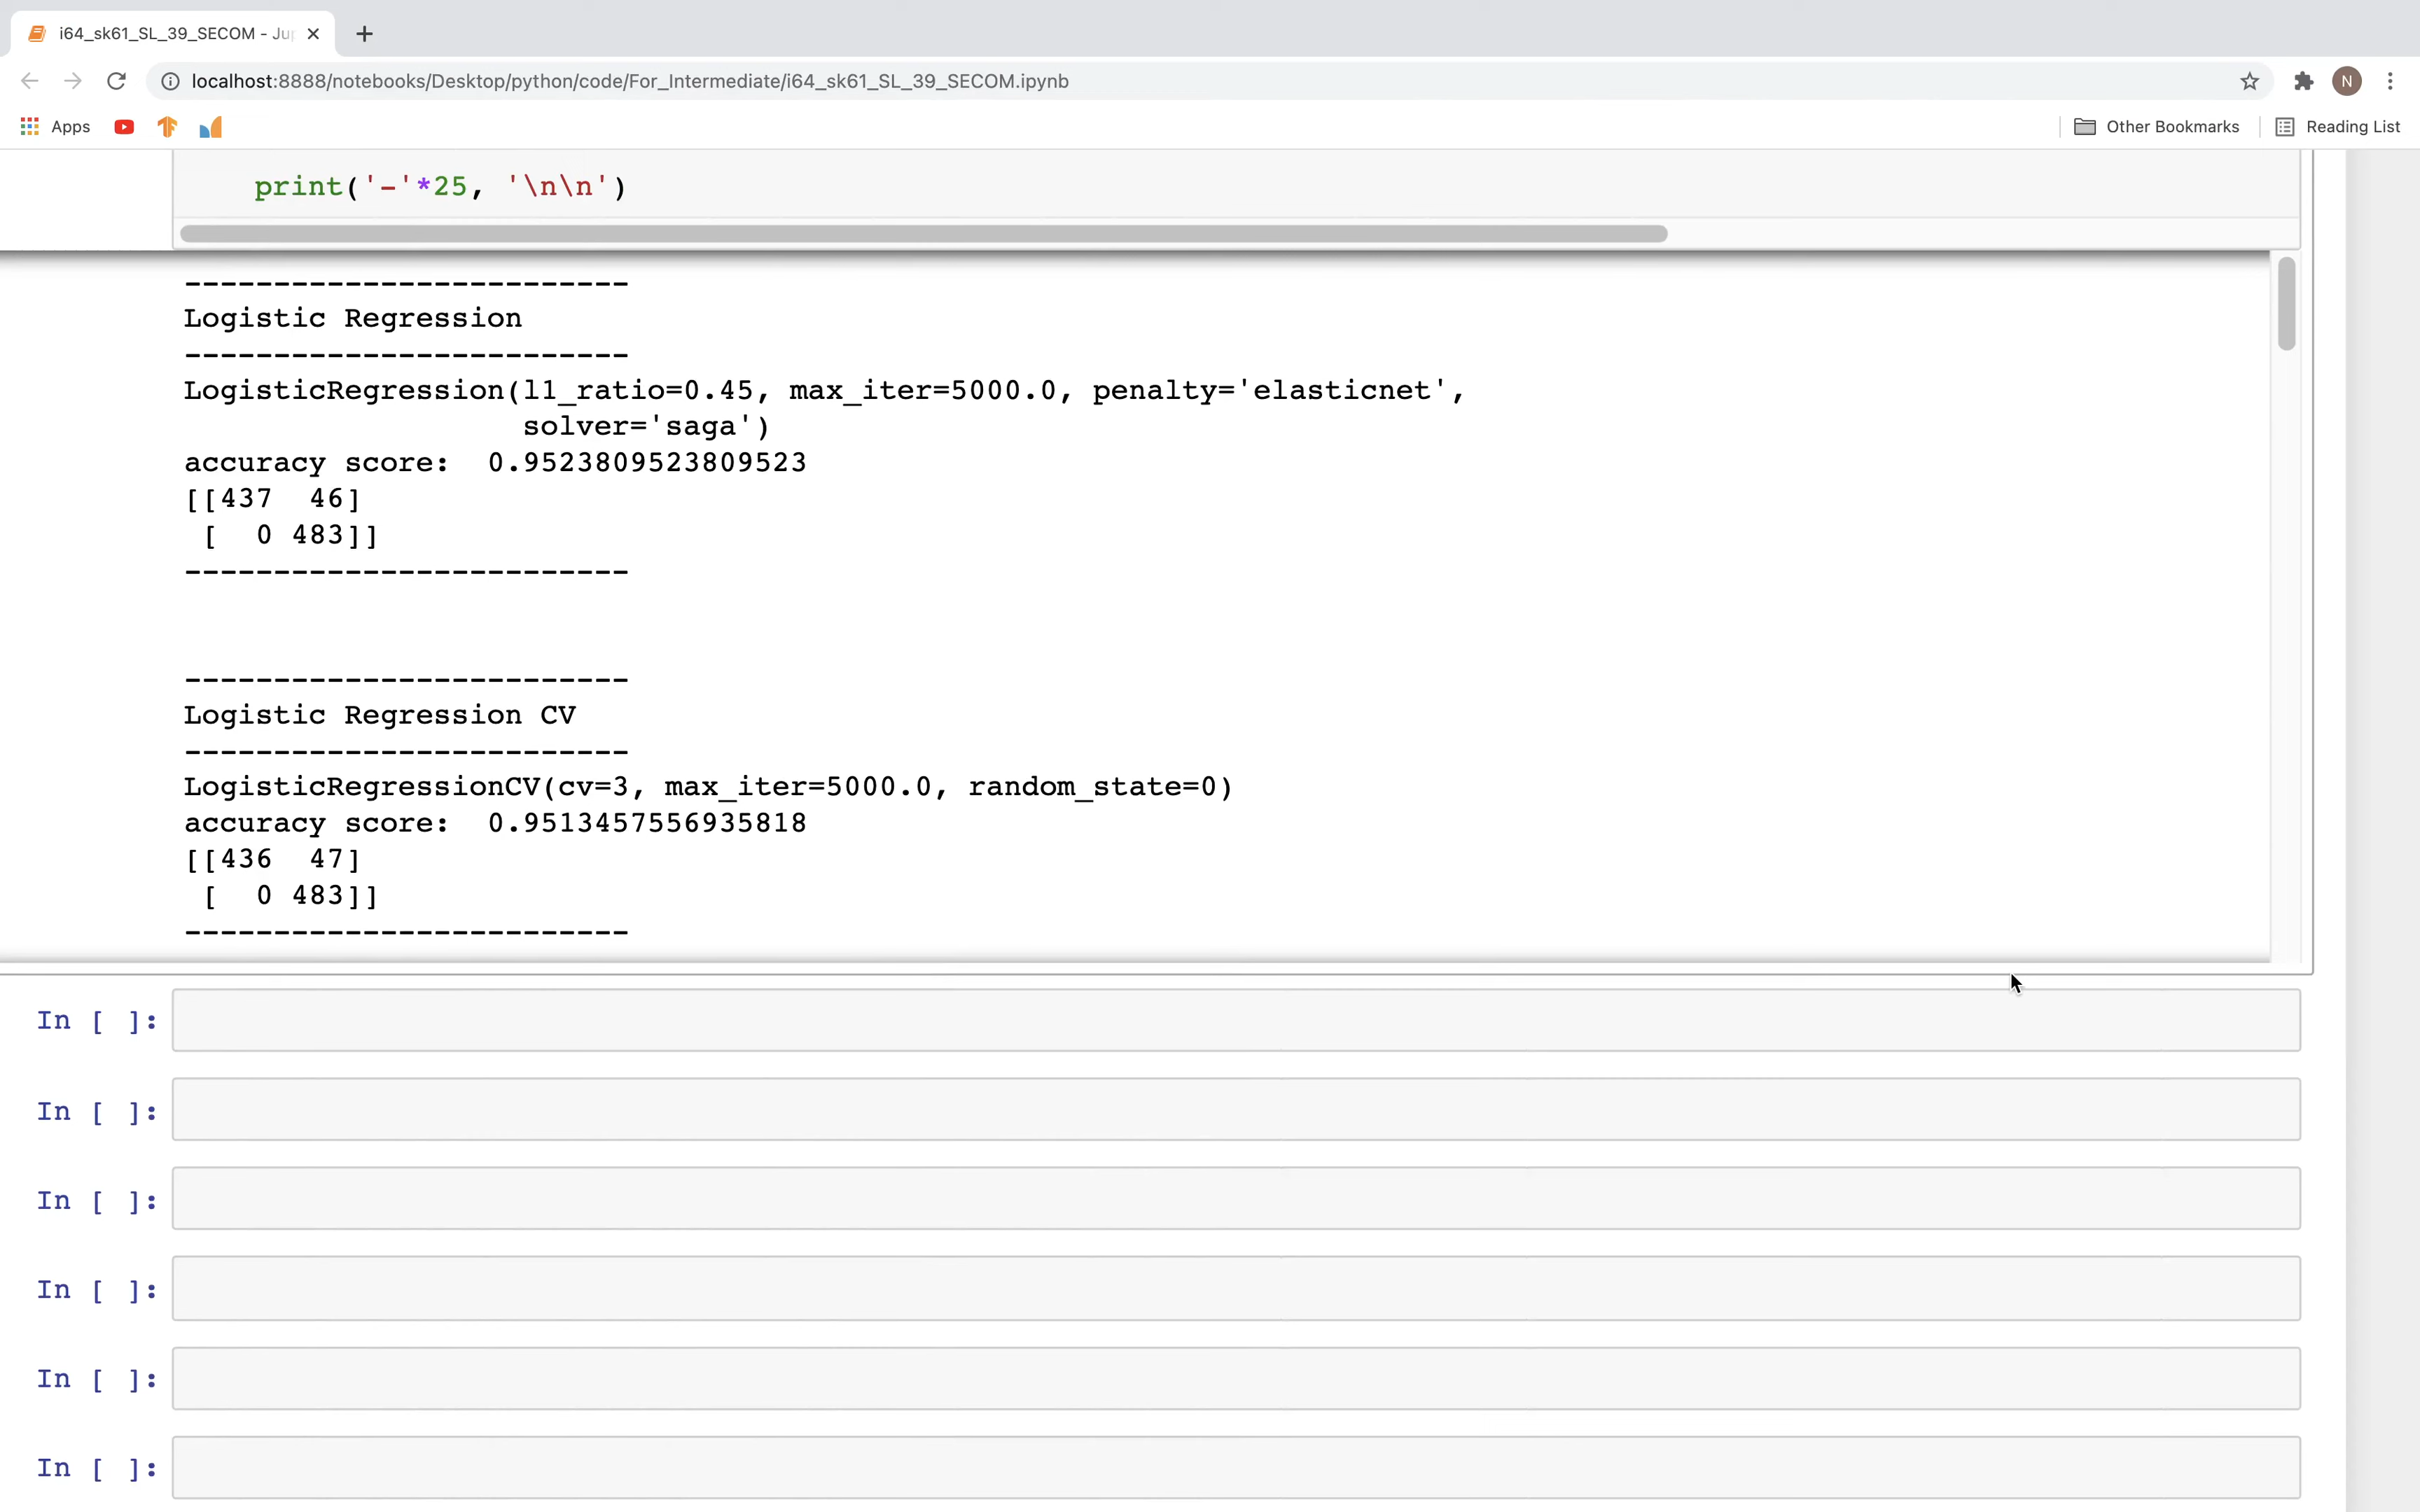 i64_sk61_SL_39_SECOM - Ju
localhost:8888/notebooks/Desktop/python/code/For_Intermediate/i64_sk61_SL_39_SECOM.ipynb
N
Apps
Other Bookmarks
Reading List
print('-'*25, '\n\n')
-------------------------
Logistic Regression
-------------------------
LogisticRegression(l1_ratio=0.45, max_iter=5000.0, penalty='elasticnet',
solver='saga')
accuracy score:  0.9523809523809523
[[437  46]
[  0 483]]
-------------------------
-------------------------
Logistic Regression CV
-------------------------
LogisticRegressionCV(cv=3, max_iter=5000.0, random_state=0)
accuracy score:  0.9513457556935818
[[436  47]
[  0 483]]
-------------------------
In [ ]:
In [ ]:
In [ ]:
In [ ]:
In [ ]:
In [ ]: